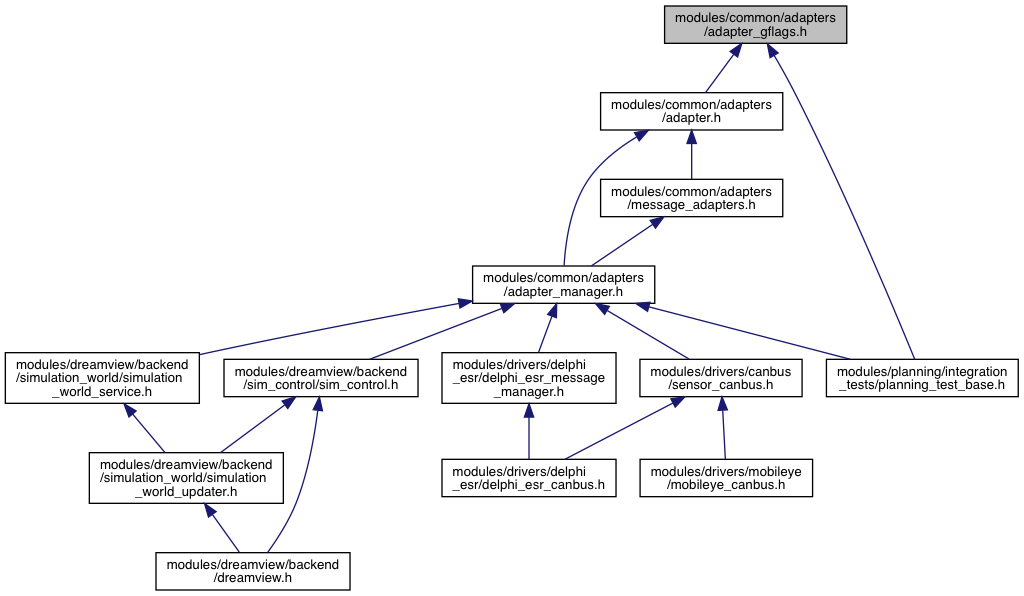 modules/common/adapters
/adapter_gflags.h
modules/common/adapters
/adapter.h
modules/common/adapters
/message_adapters.h
modules/common/adapters
/adapter_manager.h
modules/dreamview/backend
/simulation_world/simulation
_world_service.h
modules/dreamview/backend
/sim_control/sim_control.h
modules/drivers/delphi
_esr/delphi_esr_message
_manager.h
modules/drivers/canbus
/sensor_canbus.h
modules/planning/integration
_tests/planning_test_base.h
modules/dreamview/backend
/simulation_world/simulation
_world_updater.h
modules/drivers/delphi
_esr/delphi_esr_canbus.h
modules/drivers/mobileye
/mobileye_canbus.h
modules/dreamview/backend
/dreamview.h